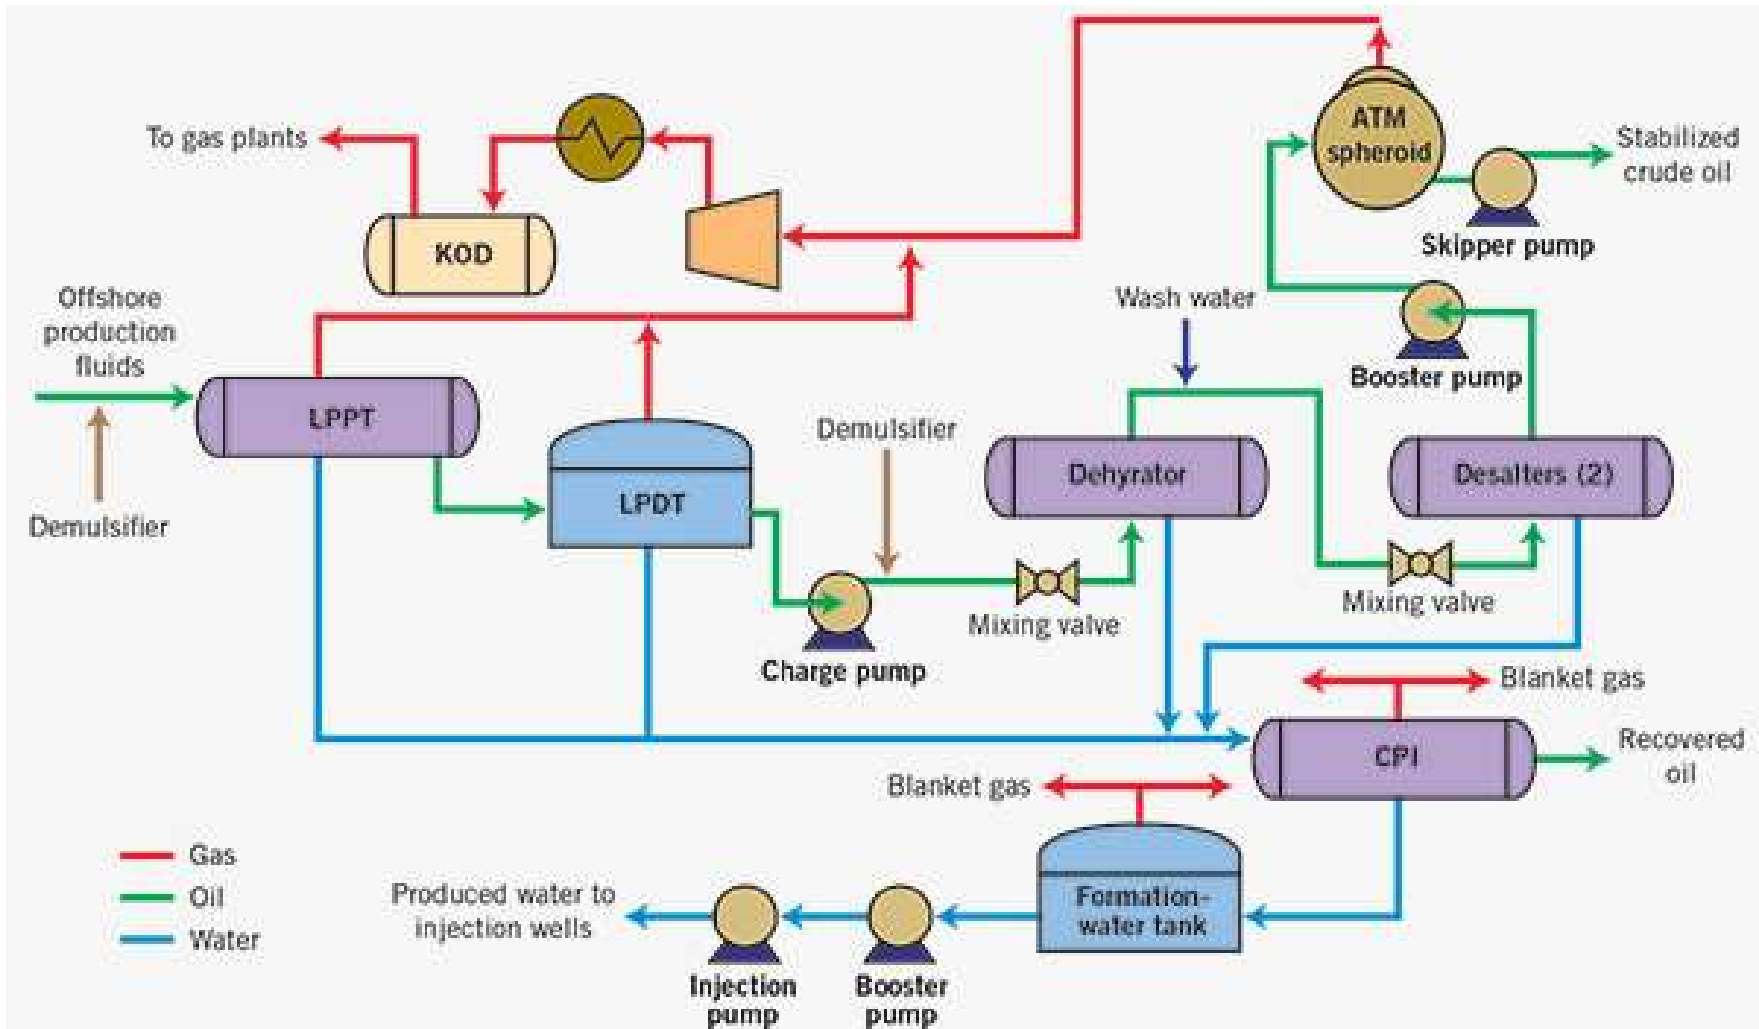 ATM
spheroid
To gas plants
Stabilized
crude oil
KOD
Skipper pump
Offshore
production
fluids
Wash water
Booster pump
LPPT
Demulsifier
Dehyrator
Desalters (2)
LPDT
Demulsifier
Mixing valve
Mixing valve
Charge pump
Blanket gas
Recovered
oil
CPI
Blanket gas
Gas
Oil
Water
Produced water to
injection wells
Formation-
water tank
Injection
pump
Booster
pump